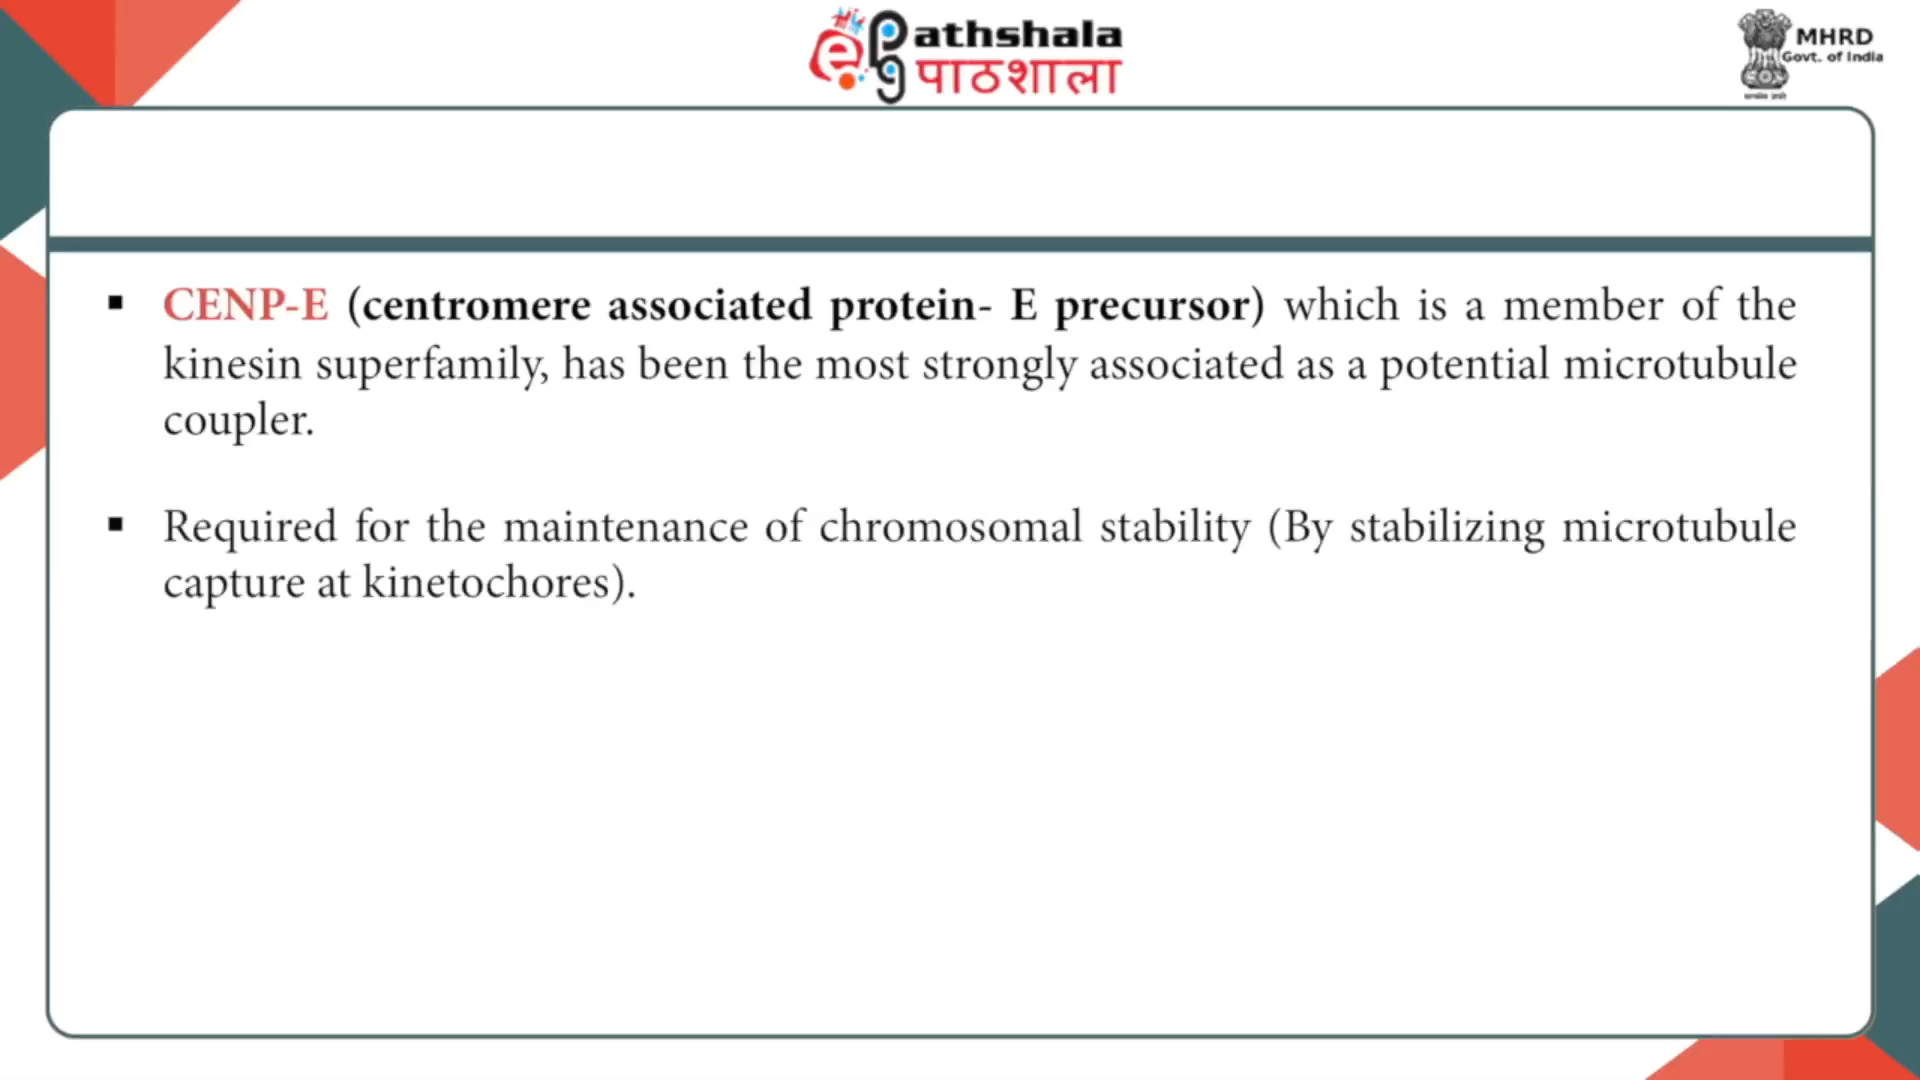 ePG Pathshala
पाठशाला
MHRD
Govt. of India
▪ CENP-E (centromere associated protein- E precursor) which is a member of the
kinesin superfamily, has been the most strongly associated as a potential microtubule
coupler.
▪ Required for the maintenance of chromosomal stability (By stabilizing microtubule
capture at kinetochores).